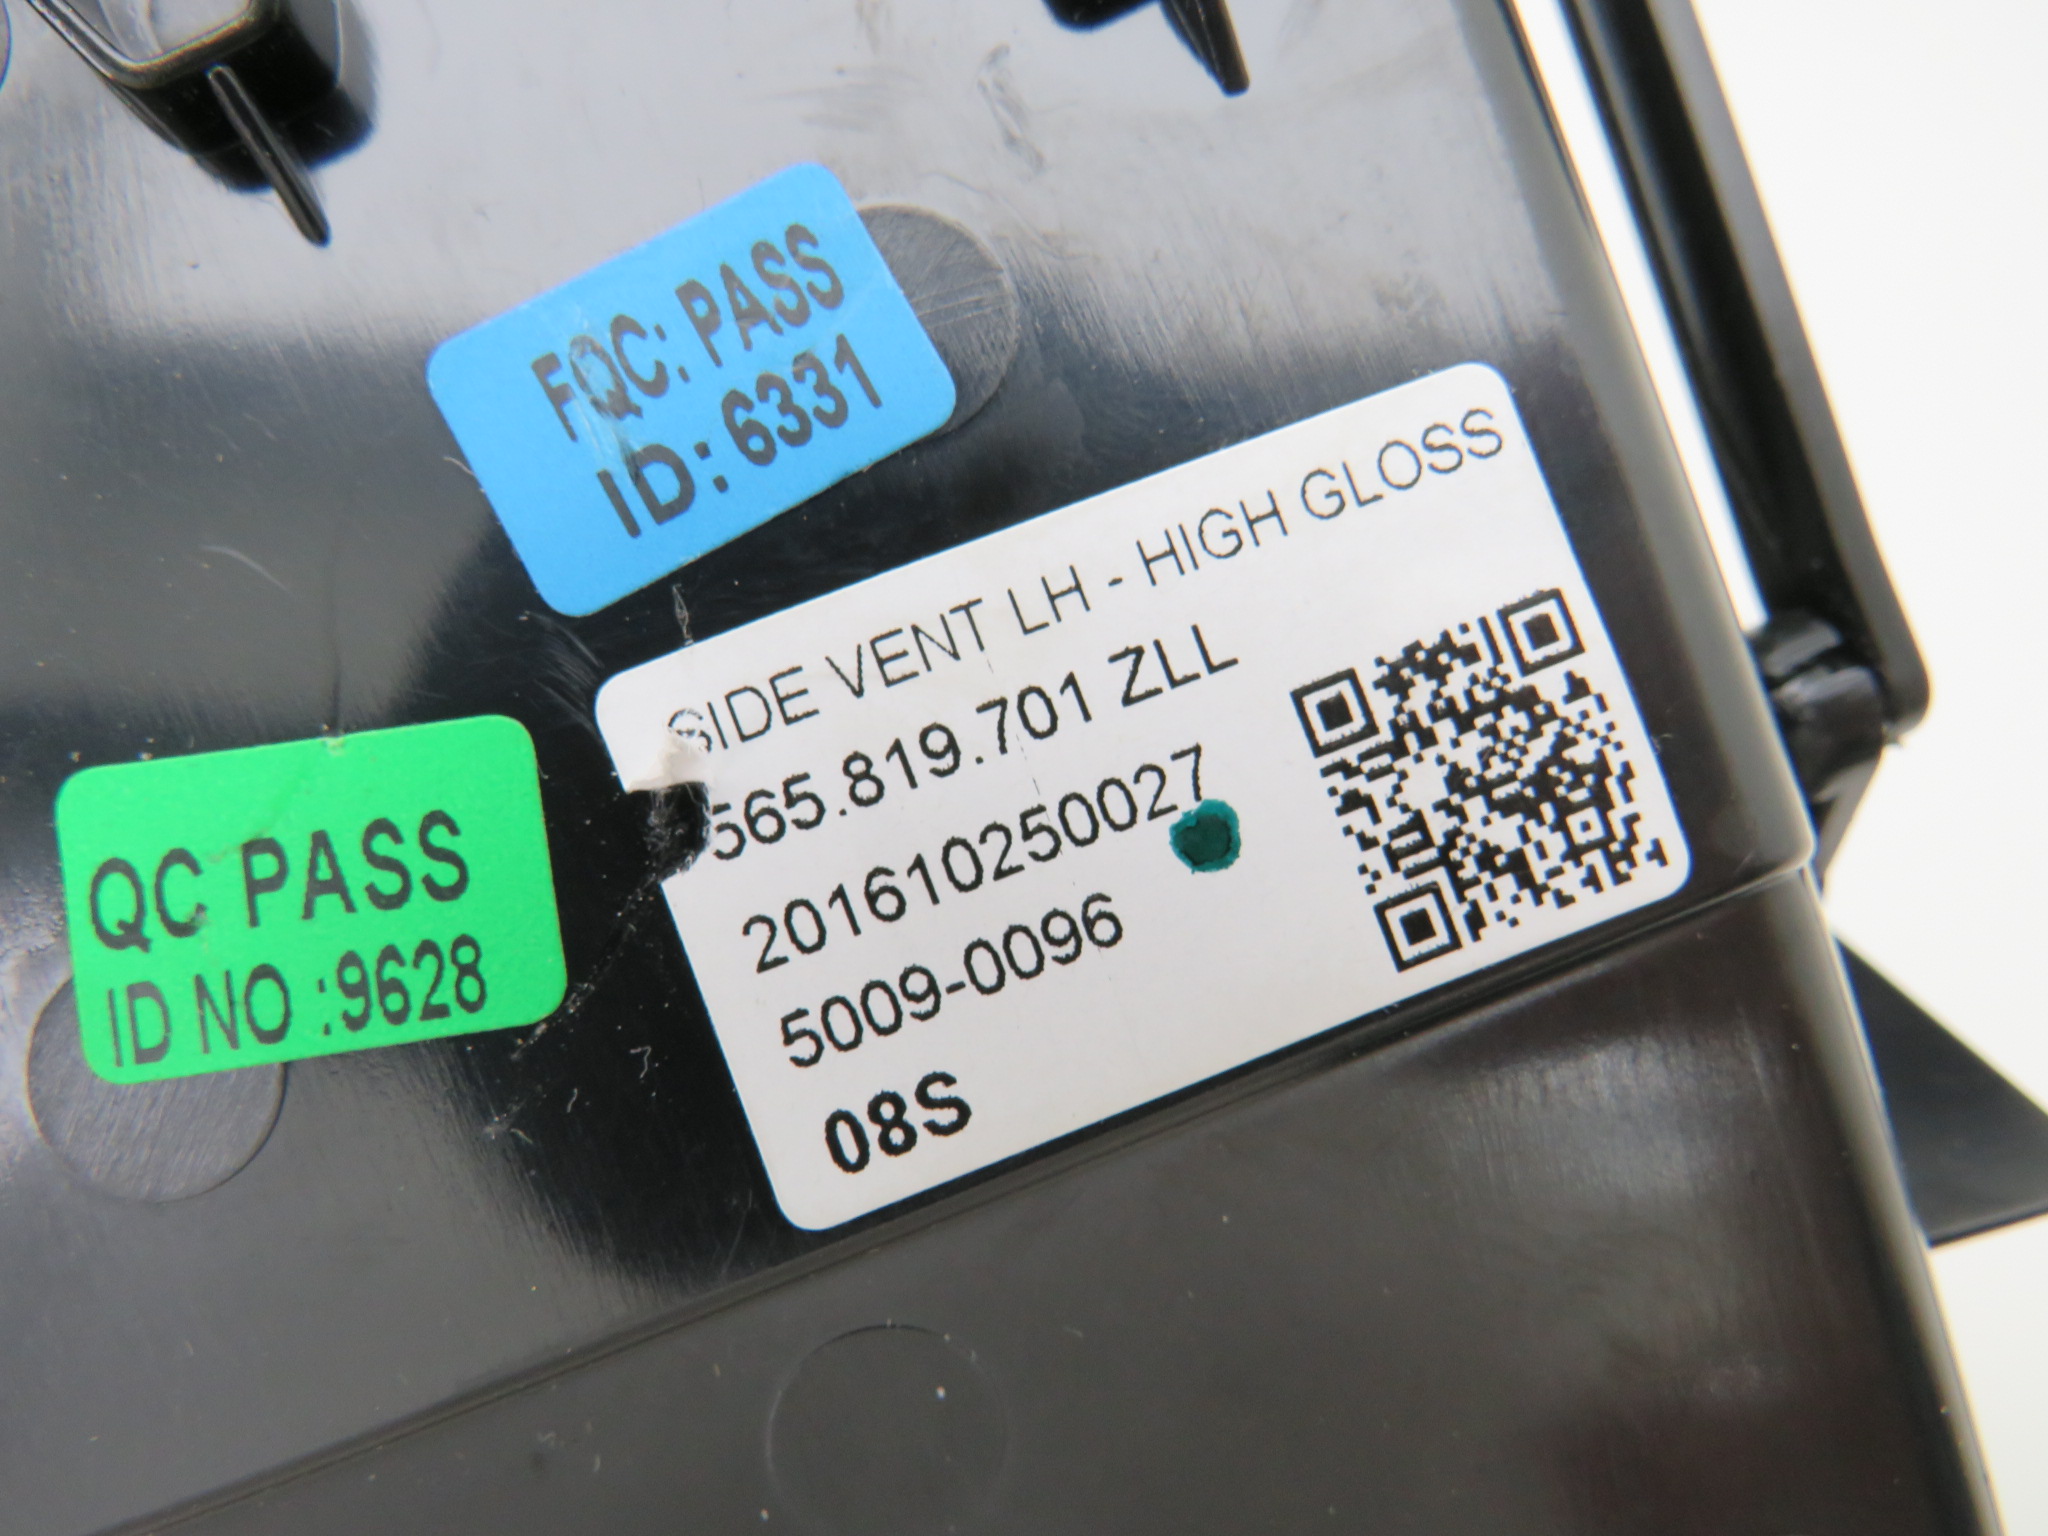 FQC: PASS
ID: 6331
SIDE VENT LH - HIGH GLOSS
565.819.701 ZLL
201610250027
5009-0096
08S
QC PASS
ID NO :9628